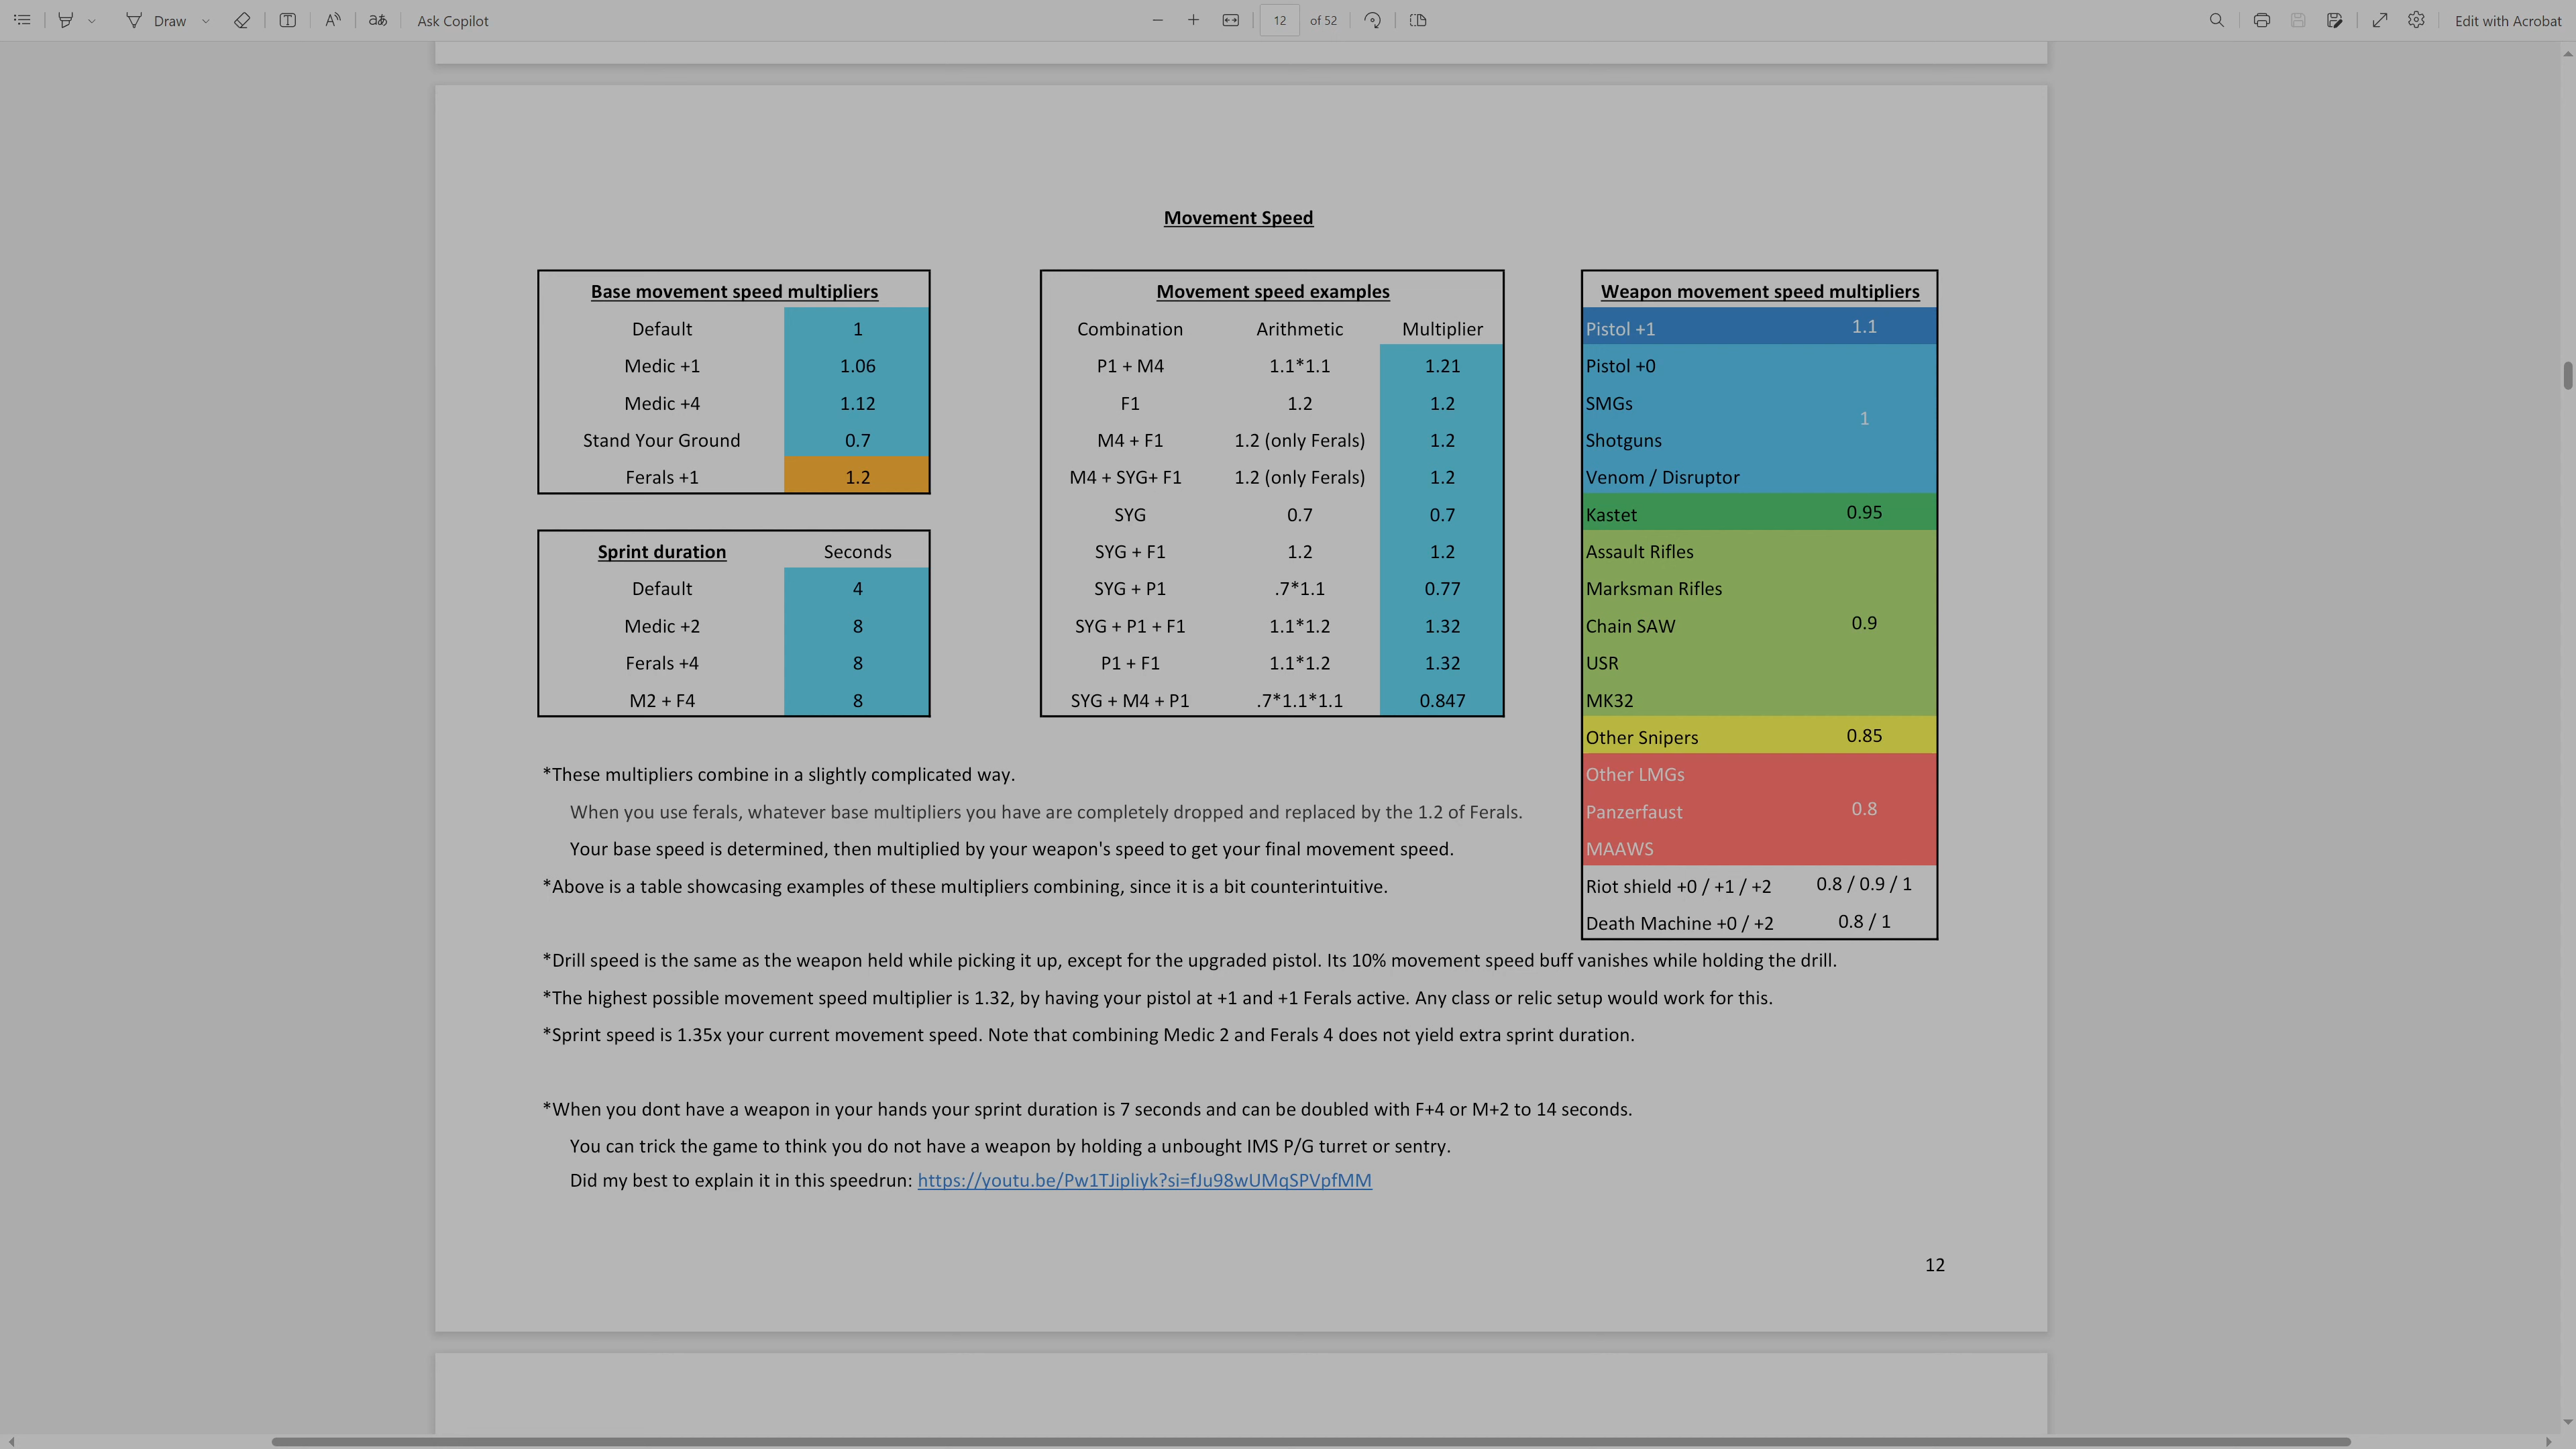 Draw
Ask Copilot
12 of 52
Edit with Acrobat
Movement Speed
Base movement speed multipliers
Default 1
Medic +1 1.06
Medic +4 1.12
Stand Your Ground 0.7
Ferals +1 1.2
Sprint duration Seconds
Default 4
Medic +2 8
Ferals +4 8
M2 + F4 8
Movement speed examples
Combination Arithmetic Multiplier
P1 + M4 1.1*1.1 1.21
F1 1.2 1.2
M4 + F1 1.2 (only Ferals) 1.2
M4 + SYG+ F1 1.2 (only Ferals) 1.2
SYG 0.7 0.7
SYG + F1 1.2 1.2
SYG + P1 .7*1.1 0.77
SYG + P1 + F1 1.1*1.2 1.32
P1 + F1 1.1*1.2 1.32
SYG + M4 + P1 .7*1.1*1.1 0.847
Weapon movement speed multipliers
Pistol +1 1.1
Pistol +0
SMGs
1
Shotguns
Venom / Disruptor
Kastet 0.95
Assault Rifles
Marksman Rifles
Chain SAW 0.9
USR
MK32
Other Snipers 0.85
Other LMGs
Panzerfaust 0.8
MAAWS
Riot shield +0 / +1 / +2 0.8 / 0.9 / 1
Death Machine +0 / +2 0.8 / 1
*These multipliers combine in a slightly complicated way.
When you use ferals, whatever base multipliers you have are completely dropped and replaced by the 1.2 of Ferals.
Your base speed is determined, then multiplied by your weapon's speed to get your final movement speed.
*Above is a table showcasing examples of these multipliers combining, since it is a bit counterintuitive.
*Drill speed is the same as the weapon held while picking it up, except for the upgraded pistol. Its 10% movement speed buff vanishes while holding the drill.
*The highest possible movement speed multiplier is 1.32, by having your pistol at +1 and +1 Ferals active. Any class or relic setup would work for this.
*Sprint speed is 1.35x your current movement speed. Note that combining Medic 2 and Ferals 4 does not yield extra sprint duration.
*When you dont have a weapon in your hands your sprint duration is 7 seconds and can be doubled with F+4 or M+2 to 14 seconds.
You can trick the game to think you do not have a weapon by holding a unbought IMS P/G turret or sentry.
Did my best to explain it in this speedrun: https://youtu.be/Pw1TJipliyk?si=fJu98wUMqSPVpfMM
12